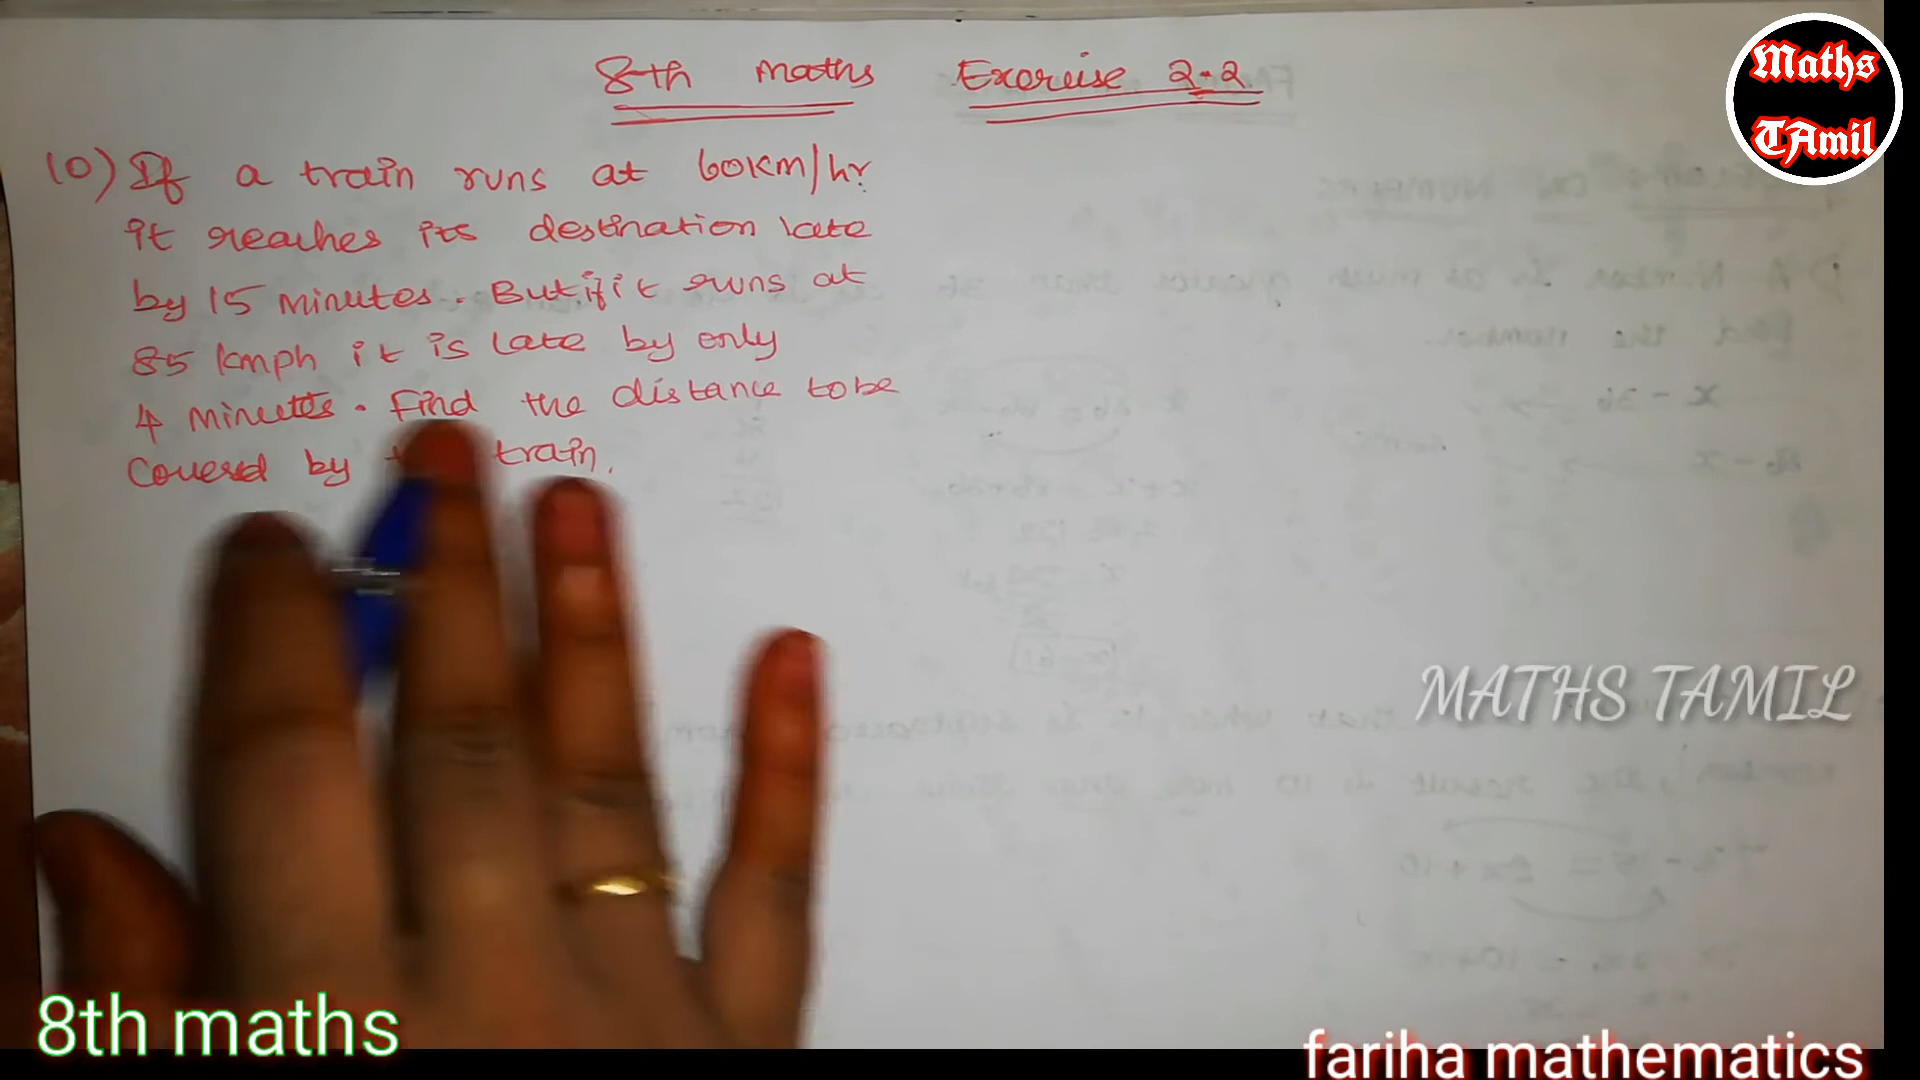 8th maths Exercise 2.2
Maths
TAmil
10) If a train runs at 60km/hr
it reaches its destination late
by 15 minutes. But if it runs at
85 kmph it is late by only
4 minutes. Find the distance to be
covered by train.
MATHS TAMIL
8th maths
fariha mathematics